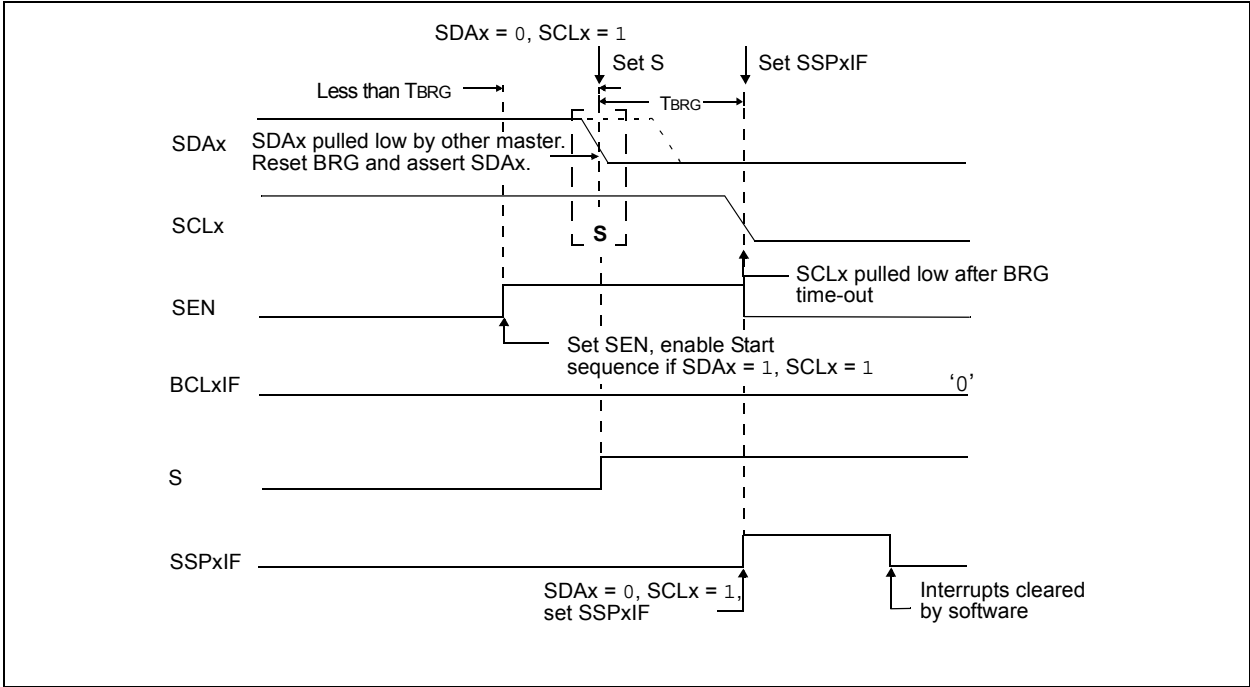 SDAx = 0, SCLx = 1
Set S
Set SSPxIF
Less than TBRG
TBRG
SDAx
SDAx pulled low by other master.
Reset BRG and assert SDAx.
SCLx
S
SCLx pulled low after BRG
time-out
SEN
Set SEN, enable Start
sequence if SDAx = 1, SCLx = 1
BCLxIF
‘0’
S
SSPxIF
SDAx = 0, SCLx = 1,
set SSPxIF
Interrupts cleared
by software